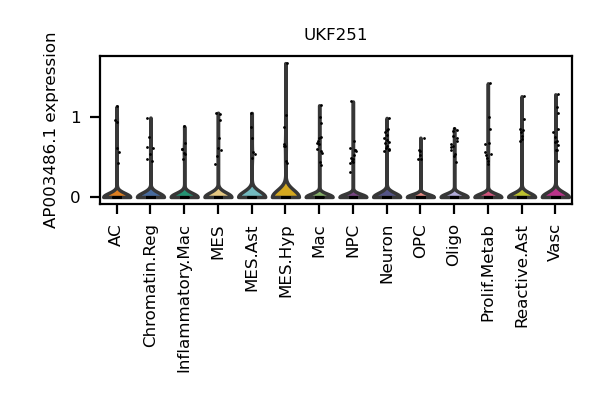 UKF251
AP003486.1 expression
1
0
AC
Chromatin.Reg
Inflammatory.Mac
MES
MES.Ast
MES.Hyp
Mac
NPC
Neuron
OPC
Oligo
Prolif.Metab
Reactive.Ast
Vasc